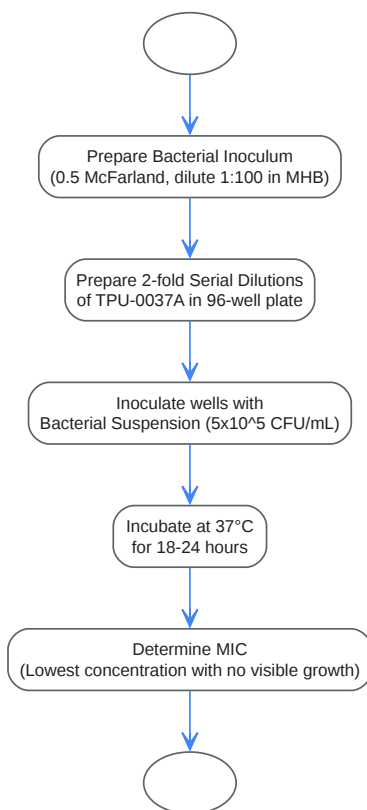 Prepare Bacterial Inoculum
(0.5 McFarland, dilute 1:100 in MHB)
Prepare 2-fold Serial Dilutions
of TPU-0037A in 96-well plate
Inoculate wells with
Bacterial Suspension (5x10^5 CFU/mL)
Incubate at 37°C
for 18-24 hours
Determine MIC
(Lowest concentration with no visible growth)